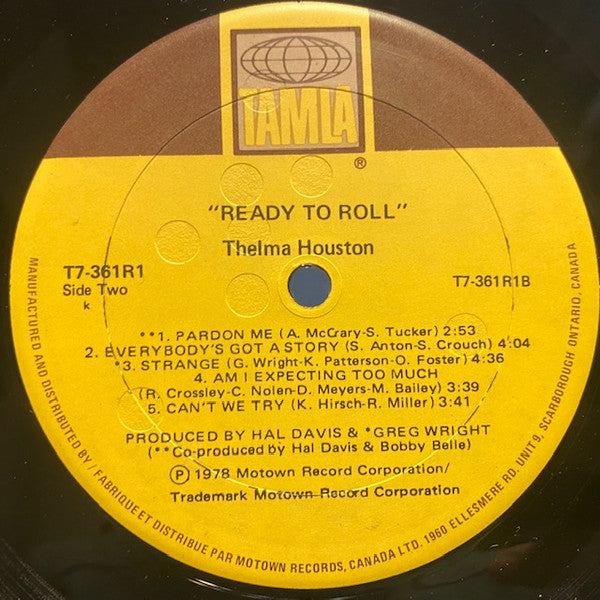 TAMLA
®
"READY TO ROLL"
Thelma Houston
T7-361R1
Side Two
k
T7-361R1B
**1. PARDON ME (A. McCrary-S. Tucker) 2:53
2. EVERYBODY'S GOT A STORY (S. Anton-S. Crouch) 4:04
*3. STRANGE (G. Wright-K. Patterson-O. Foster) 4:36
4. AM I EXPECTING TOO MUCH
(R. Crossley-C. Nolen-D. Meyers-M. Bailey) 3:39
5. CAN'T WE TRY (K. Hirsch-R. Miller) 3:41
PRODUCED BY HAL DAVIS & *GREG WRIGHT
(**Co-produced by Hal Davis & Bobby Belle)
Ⓟ 1978 Motown Record Corporation/
Trademark Motown Record Corporation
MANUFACTURED AND DISTRIBUTED BY / FABRIQUE ET DISTRIBUE PAR MOTOWN RECORDS, CANADA LTD. 1960 ELLESMERE RD. UNIT 9, SCARBOROUGH ONTARIO, CANADA